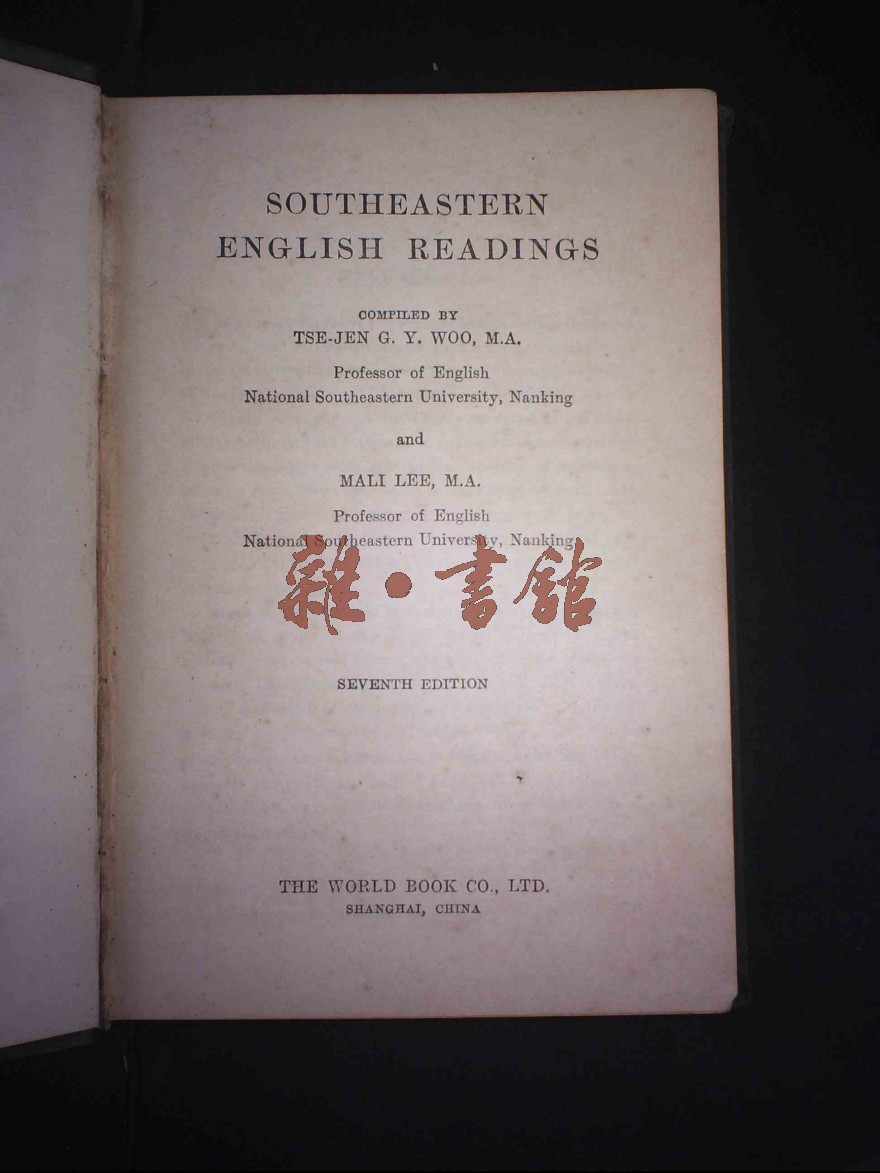 SOUTHEASTERN
ENGLISH READINGS
COMPILED BY
TSE-JEN G. Y. WOO, M.A.
Professor of English
National Southeastern University, Nanking
and
MALI LEE, M.A.
Professor of English
National Southeastern University, Nanking
雜•書館
SEVENTH EDITION
THE WORLD BOOK CO., LTD.
SHANGHAI, CHINA